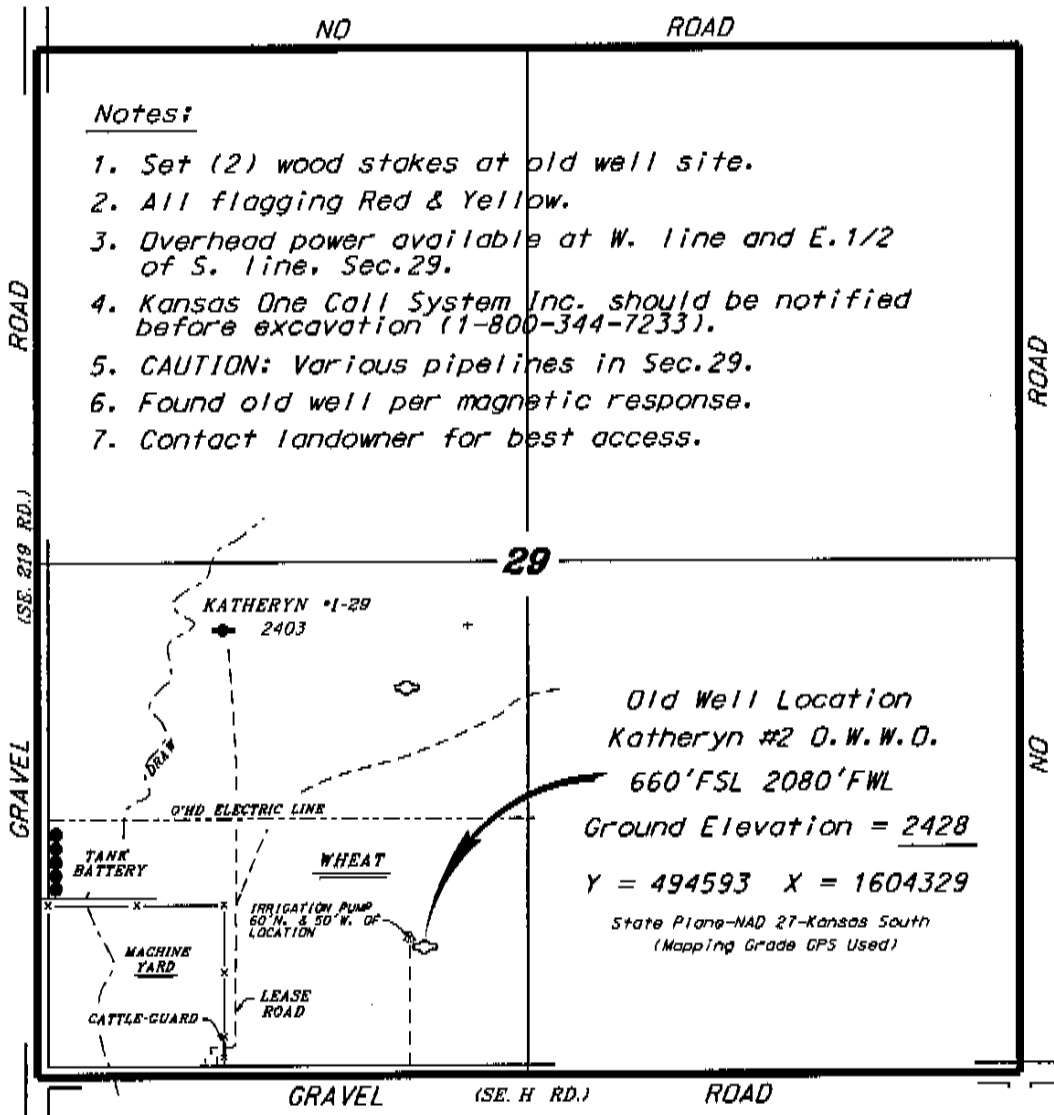 NO ROAD
Notes:
1. Set (2) wood stakes at old well site.
2. All flagging Red & Yellow.
3. Overhead power available at W. line and E.1/2
of S. line, Sec.29.
4. Kansas One Call System Inc. should be notified
before excavation (1-800-344-7233).
5. CAUTION: Various pipelines in Sec.29.
6. Found old well per magnetic response.
7. Contact landowner for best access.
ROAD
(SE. 219 RD.)
GRAVEL
ROAD
NO
29
KATHERYN #1-29
2403
DRAW
O'HD ELECTRIC LINE
TANK
BATTERY
WHEAT
IRRIGATION PUMP
60'N. & 50'W. OF
LOCATION
MACHINE
YARD
LEASE
ROAD
CATTLE-GUARD
Old Well Location
Katheryn #2 O.W.W.O.
660'FSL 2080'FWL
Ground Elevation = 2428
Y = 494593 X = 1604329
State Plane-NAD 27-Kansas South
(Mapping Grade GPS Used)
GRAVEL (SE. H RD.) ROAD